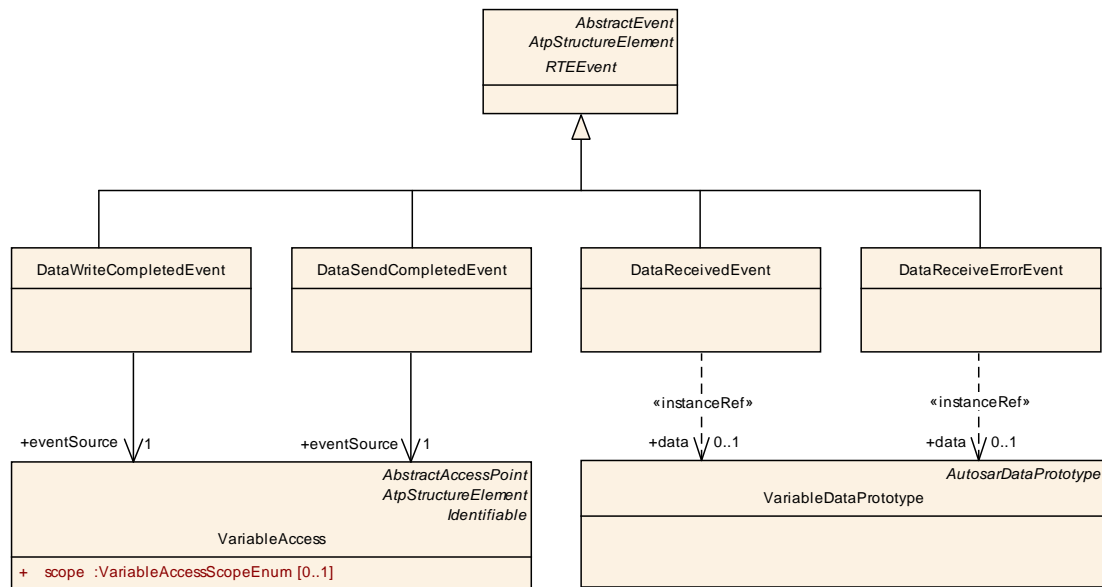 AbstractEvent
AtpStructureElement
RTEEvent
DataWriteCompletedEvent
DataSendCompletedEvent
DataReceivedEvent
DataReceiveErrorEvent
«instanceRef»
«instanceRef»
+eventSource 1
+eventSource 1
+data 0..1
+data 0..1
AbstractAccessPoint
AtpStructureElement
Identifiable
VariableAccess
+ scope :VariableAccessScopeEnum [0..1]
AutosarDataPrototype
VariableDataPrototype